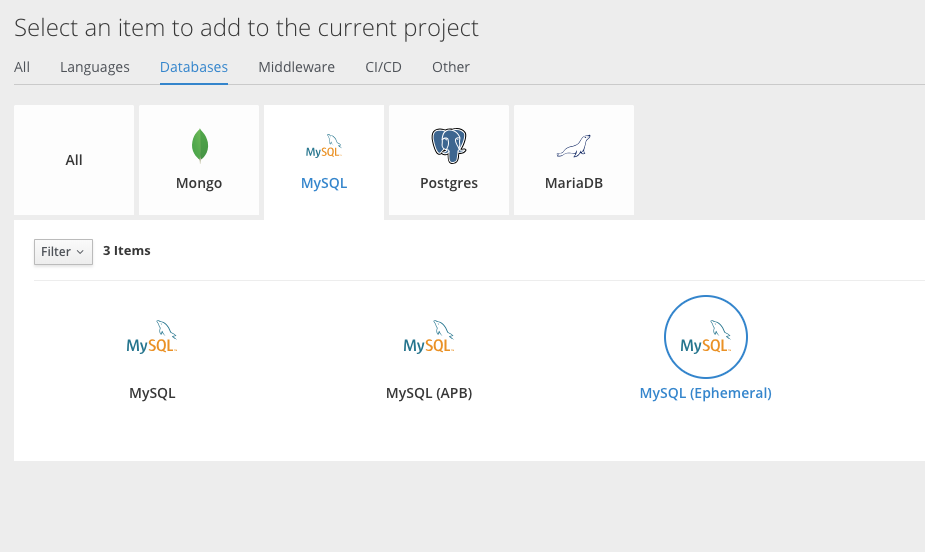 Select an item to add to the current project
All Languages Databases Middleware CI/CD Other
All
Mongo
MySQL
MySQL
Postgres
MariaDB
Filter 3 Items
MySQL
MySQL
MySQL
MySQL (APB)
MySQL
MySQL (Ephemeral)